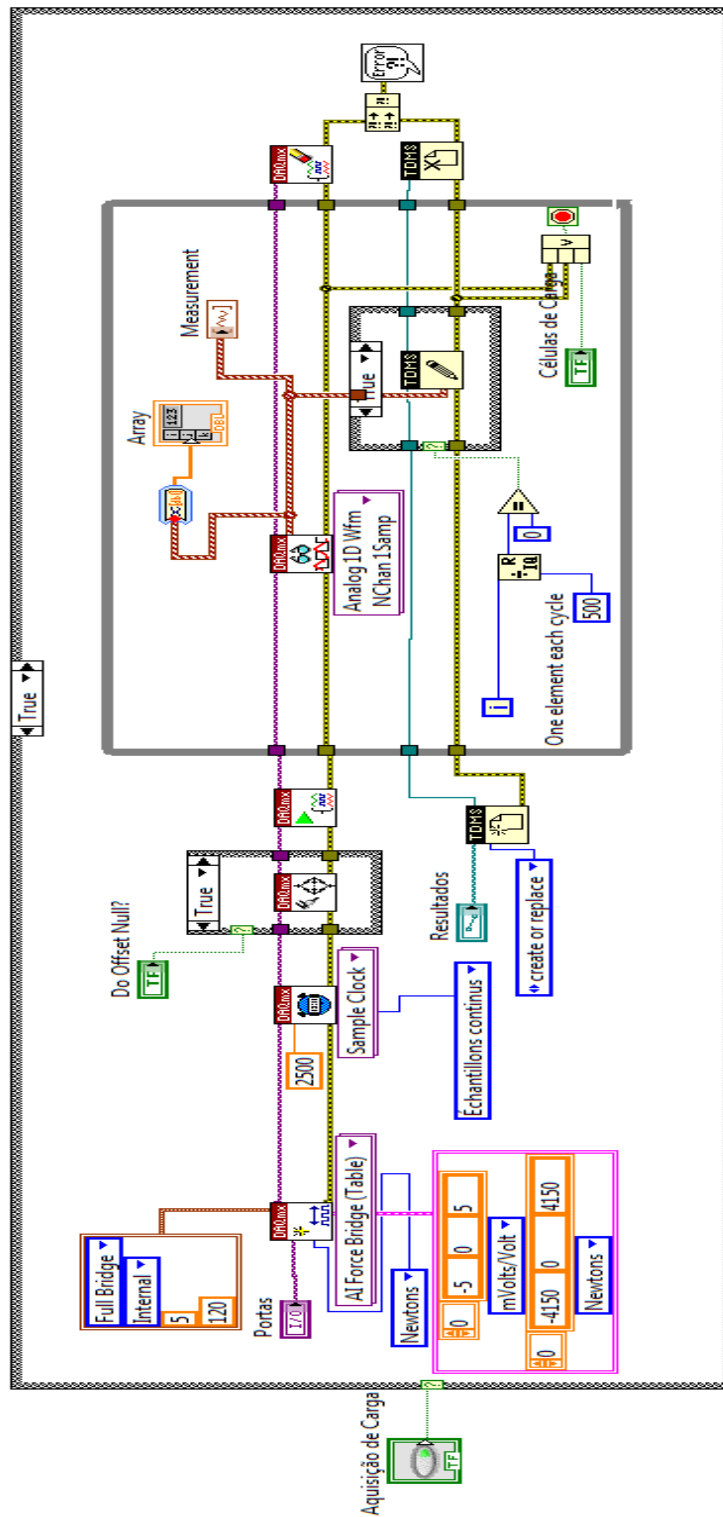 Aquisição de Carga
TF
True
Full Bridge
Internal
5
120
Portas
I/O
DAQmx
AI Force Bridge (Table)
Newtons
0
-5
0
5
mVolts/Volt
0
-4150
0
4150
Newtons
2500
DAQmx
Sample Clock
Échantillons continus
Do Offset Null?
TF
True
DAQmx
DAQmx
Resultados
TDMS
create or replace
DAQmx
Analog 1D Wfm
NChan 1Samp
Array
123
DBL
Measurement
i
One element each cycle
500
R
IQ
0
=
True
TDMS
Células de Carga
TF
DAQmx
TDMS
Error
?!